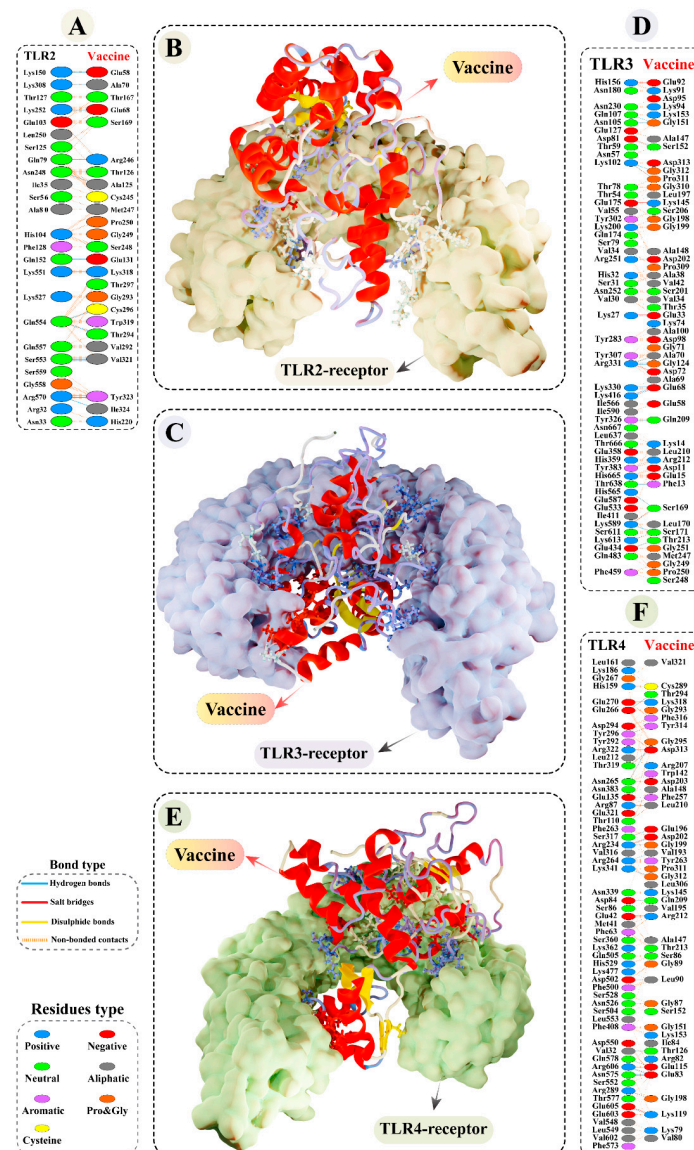 A
TLR2 Vaccine
Lys150 Glu58
Lys308 Ala70
Thr127 Thr167
Lys252 Glu68
Glu103 Ser169
Leu250
Ser125
Gln79 Arg246
Asn248 Thr126
Ile35 Ala125
Ser56 Cys245
Ala80 Met247
Pro250
His104 Gly249
Phe128 Ser248
Gln152 Glu131
Lys551 Lys318
Thr297
Lys527 Gly293
Cys296
Gln554 Trp319
Thr294
Gln557 Val292
Ser553 Val321
Ser559
Gly558
Arg570 Tyr323
Arg32 Ile324
Asn33 His220
B
Vaccine
TLR2-receptor
C
Vaccine
TLR3-receptor
E
Vaccine
TLR4-receptor
Bond type
Hydrogen bonds
Salt bridges
Disulphide bonds
Non-bonded contacts
Residues type
Positive Negative
Neutral Aliphatic
Aromatic Pro&Gly
Cysteine
D
TLR3 Vaccine
His156 Glu92
Asn180 Lys91
Asp95
Asn230 Lys94
Gln107 Lys153
Asn105 Gly151
Glu127
Asp81 Ala147
Thr59 Ser152
Asn57
Lys102 Asp313
Gly312
Pro311
Thr78 Gly310
Thr54 Leu197
Glu175 Lys145
Val55 Ser206
Tyr302 Gly198
Lys200 Gly199
Glu174
Ser79
Val34 Ala148
Arg251 Asp202
Pro309
His32 Ala38
Ser31 Val42
Asn252 Ser201
Val30 Val34
Thr35
Lys27 Glu33
Lys74
Ala100
Tyr283 Asp98
Gly71
Tyr307 Ala70
Arg331 Gly124
Asp72
Ala69
Lys330 Glu68
Lys416
Ile566 Glu58
Ile590
Tyr326 Gln209
Asn667
Leu637
Thr666 Lys14
Glu358 Leu210
His359 Arg212
Tyr383 Asp11
His665 Glu15
Thr638 Phe13
His565
Glu587
Glu533 Ser169
Ile411
Lys589 Leu170
Ser611 Ser171
Lys613 Thr213
Glu434 Gly251
Gln483 Met247
Gly249
Phe459 Pro250
Ser248
F
TLR4 Vaccine
Leu161 Val321
Lys186
Gly267
His159 Cys289
Thr294
Glu270 Lys318
Glu266 Gly293
Phe316
Asp294 Tyr314
Tyr296
Tyr292 Gly295
Arg322 Asp313
Leu212
Thr319 Arg207
Trp142
Asn265 Asp203
Asn383 Ala148
Glu135 Phe257
Arg87 Leu210
Glu321
Thr110
Phe263 Glu196
Ser317 Asp202
Arg234 Gly199
Val316 Val193
Arg264 Tyr263
Lys341 Pro311
Gly312
Leu306
Asn339 Lys145
Asp84 Gln209
Ser86 Val195
Glu42 Arg212
Met41
Phe63
Ser360 Ala147
Lys362 Thr213
Gln505 Ser86
His529 Gly89
Lys477
Asp502 Leu90
Phe500
Ser528
Asn526 Gly87
Ser504 Ser152
Leu553
Phe408 Gly151
Lys153
Asp550 Ile84
Val32 Thr126
Gln578 Arg82
Arg606 Glu115
Asn575 Glu83
Ser552
Arg289
Thr577 Gly198
Glu605
Glu603 Lys119
Val548
Leu549 Lys79
Val602 Val80
Phe573